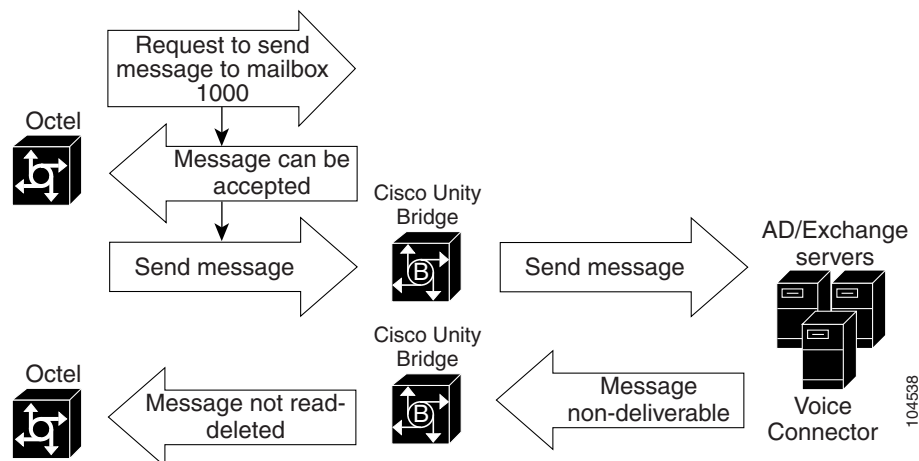 Request to send
message to mailbox
1000
Octel
Message can be
accepted
Cisco Unity
Bridge
AD/Exchange
servers
Send message
Send message
B
Cisco Unity
Bridge
Octel
Message not read-
deleted
B
Message
non-deliverable
Voice
Connector
104538